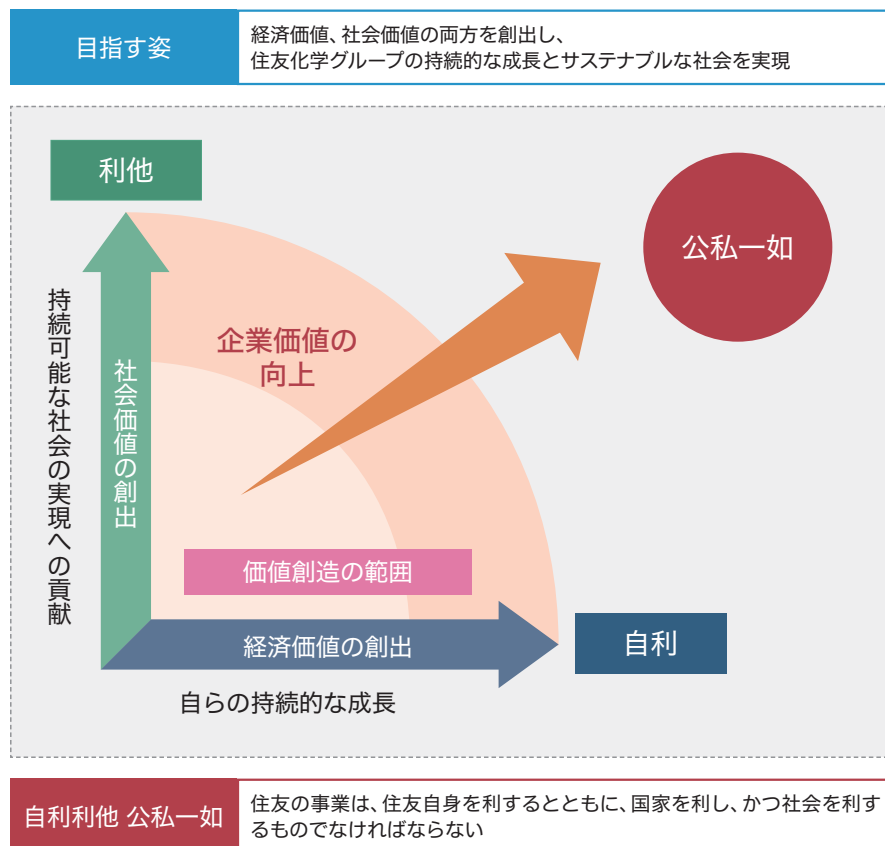 目指す姿
経済価値、社会価値の両方を創出し、
住友化学グループの持続的な成長とサステナブルな社会を実現
利他
公私一如
持続可能な社会の実現への貢献
社会価値の創出
企業価値の
向上
価値創造の範囲
経済価値の創出
自利
自らの持続的な成長
自利利他 公私一如
住友の事業は、住友自身を利するとともに、国家を利し、かつ社会を利す
るものでなければならない